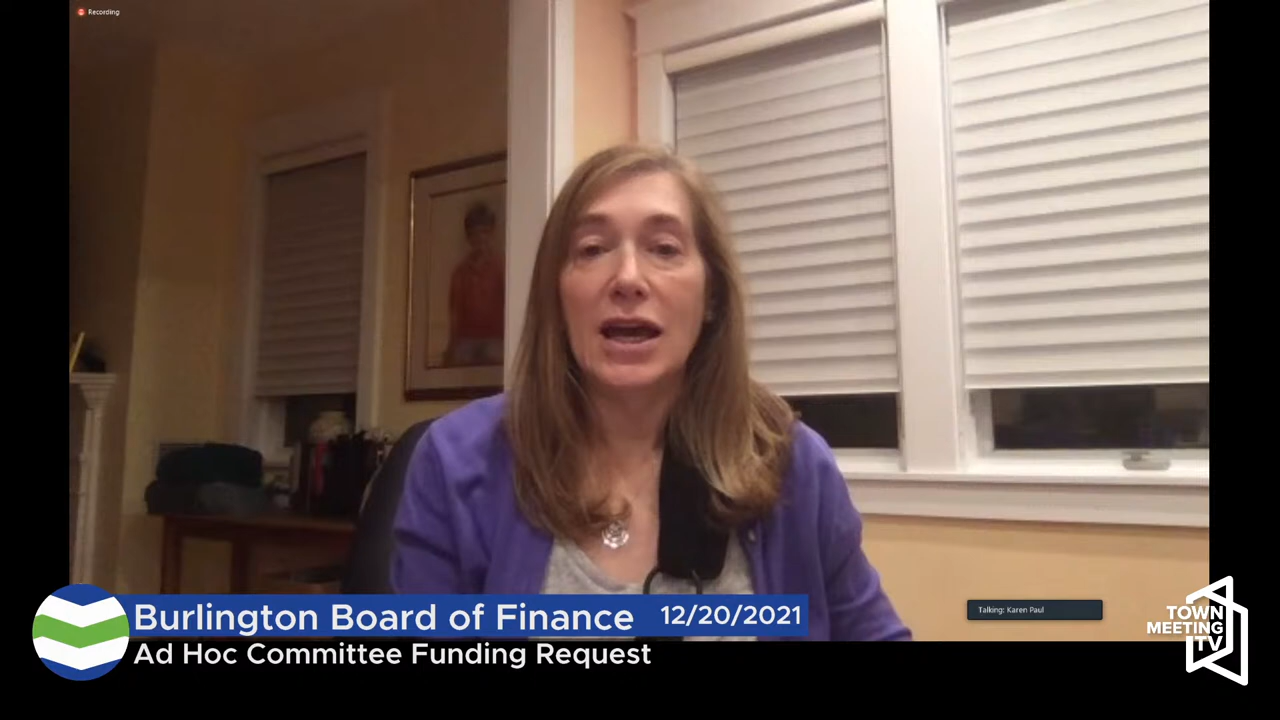 Recording
Talking: Karen Paul
Burlington Board of Finance 12/20/2021
Ad Hoc Committee Funding Request
TOWN
MEETING
TV